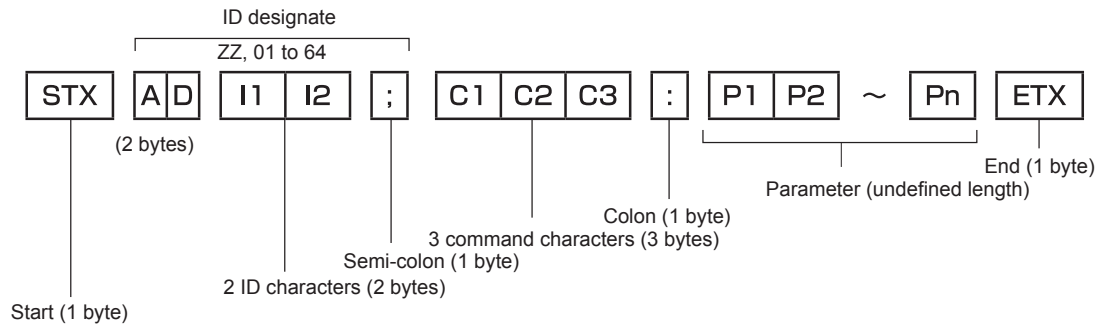 ID designate
ZZ, 01 to 64
STX A D I1 I2 ; C1 C2 C3 : P1 P2 ～ Pn ETX
(2 bytes)
End (1 byte)
Parameter (undefined length)
Colon (1 byte)
3 command characters (3 bytes)
Semi-colon (1 byte)
2 ID characters (2 bytes)
Start (1 byte)